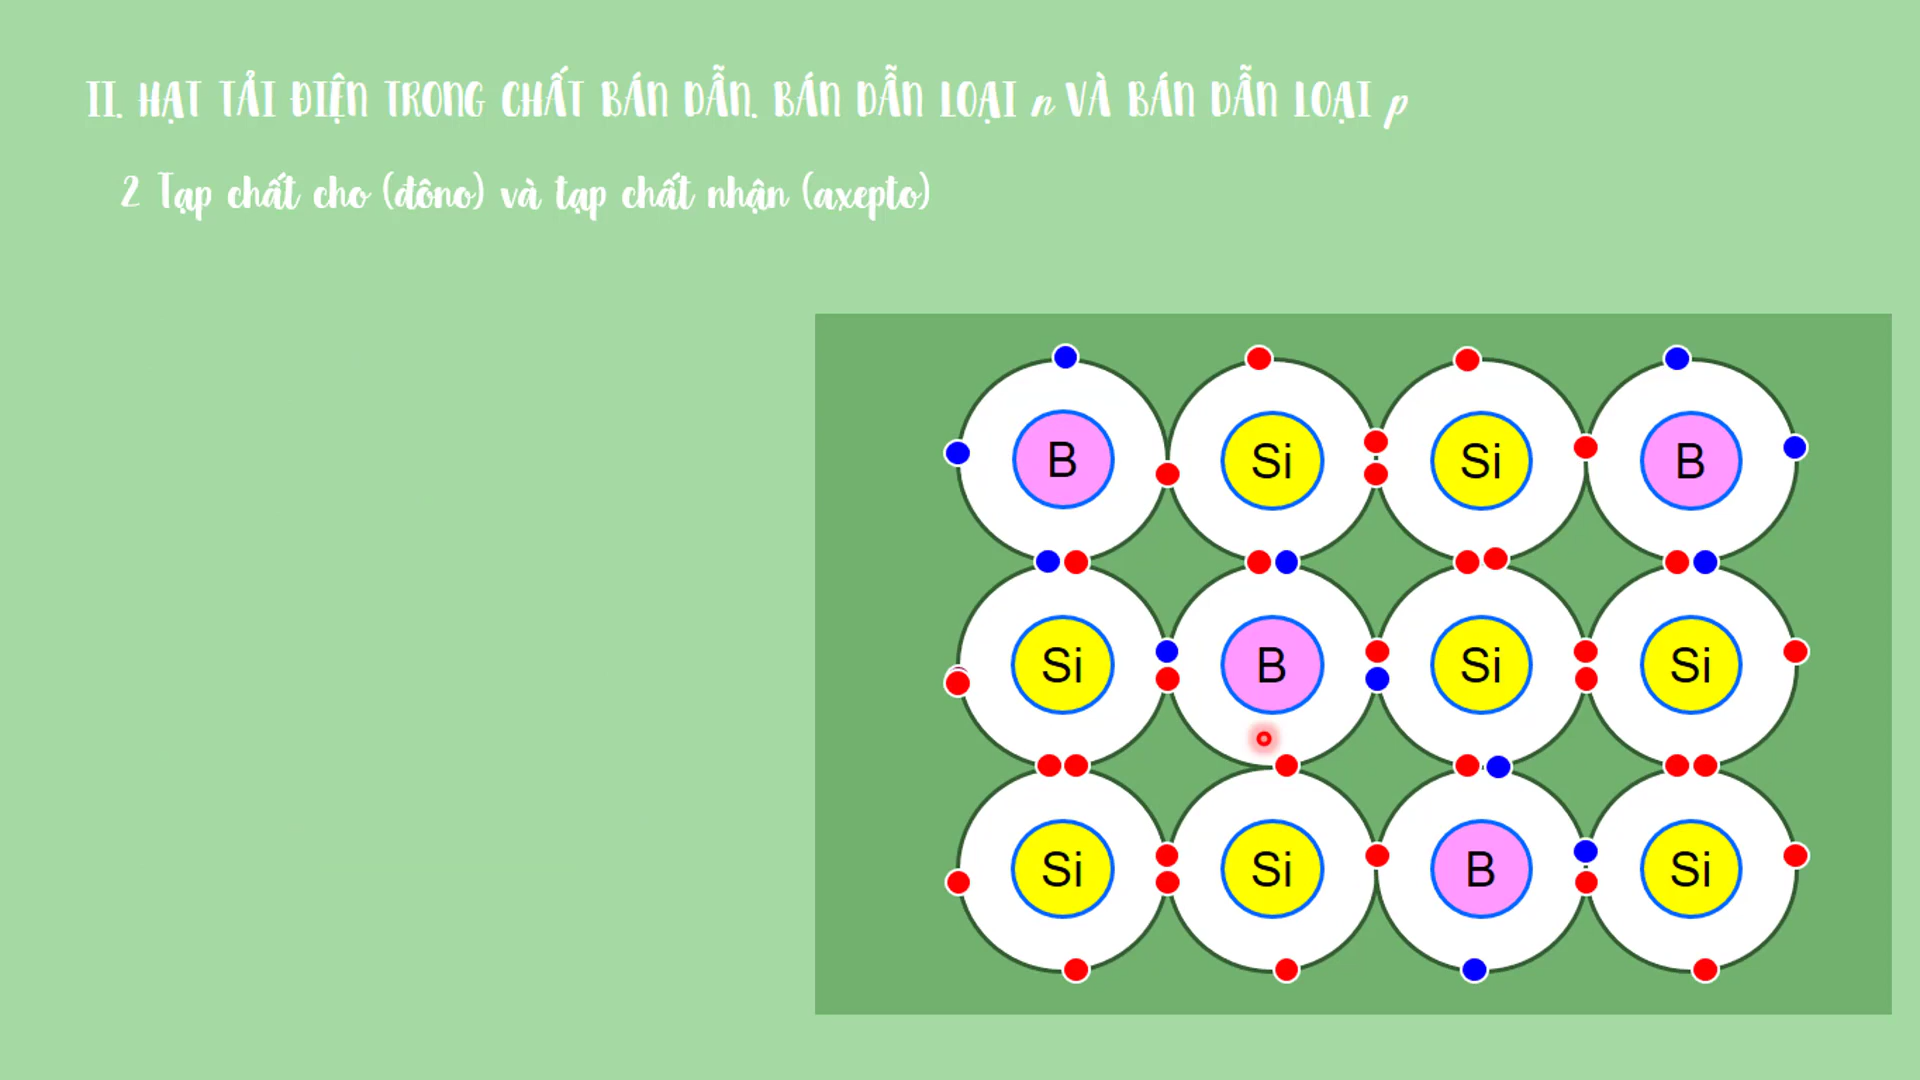 II. HẠT TẢI ĐIỆN TRONG CHẤT BÁN DẪN. BÁN DẪN LOẠI n VÀ BÁN DẪN LOẠI p
2 Tạp chất cho (đôno) và tạp chất nhận (axepto)
B Si Si B
Si B Si Si
Si Si B Si